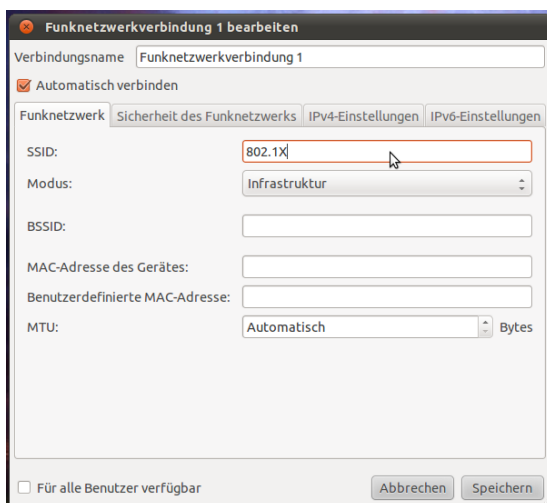 Funknetzwerkverbindung 1 bearbeiten
Verbindungsname Funknetzwerkverbindung 1
Automatisch verbinden
Funknetzwerk Sicherheit des Funknetzwerks IPv4-Einstellungen IPv6-Einstellungen
SSID: 802.1X
Modus: Infrastruktur
BSSID:
MAC-Adresse des Gerätes:
Benutzerdefinierte MAC-Adresse:
MTU: Automatisch Bytes
Für alle Benutzer verfügbar Abbrechen Speichern